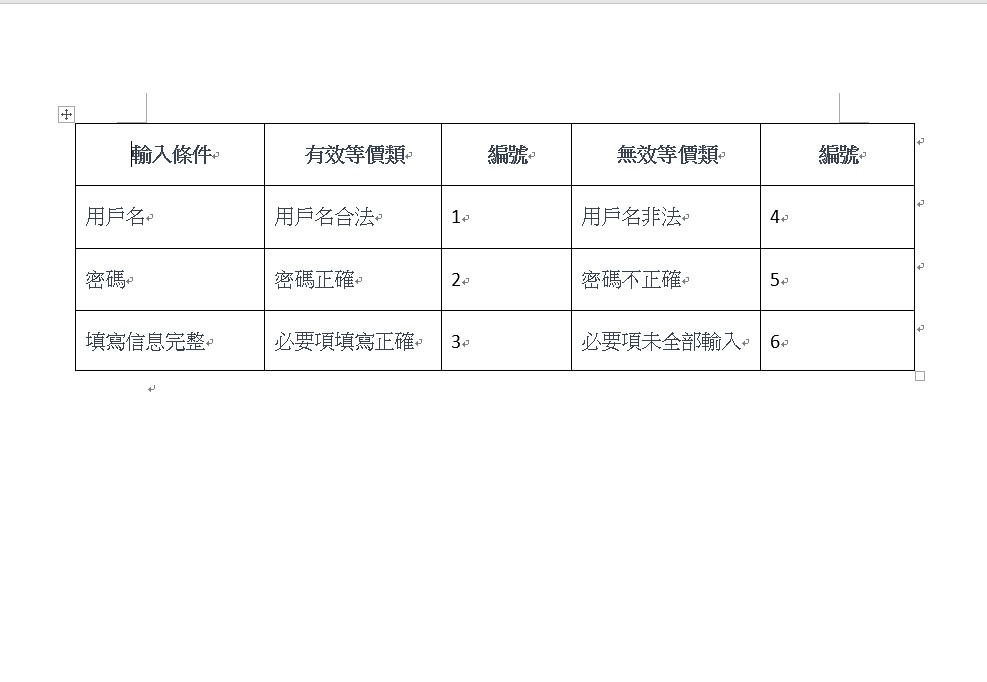 輸入條件 有效等價類 編號 無效等價類 編號
用戶名 用戶名合法 1 用戶名非法 4
密碼 密碼正確 2 密碼不正確 5
填寫信息完整 必要項填寫正確 3 必要項未全部輸入 6